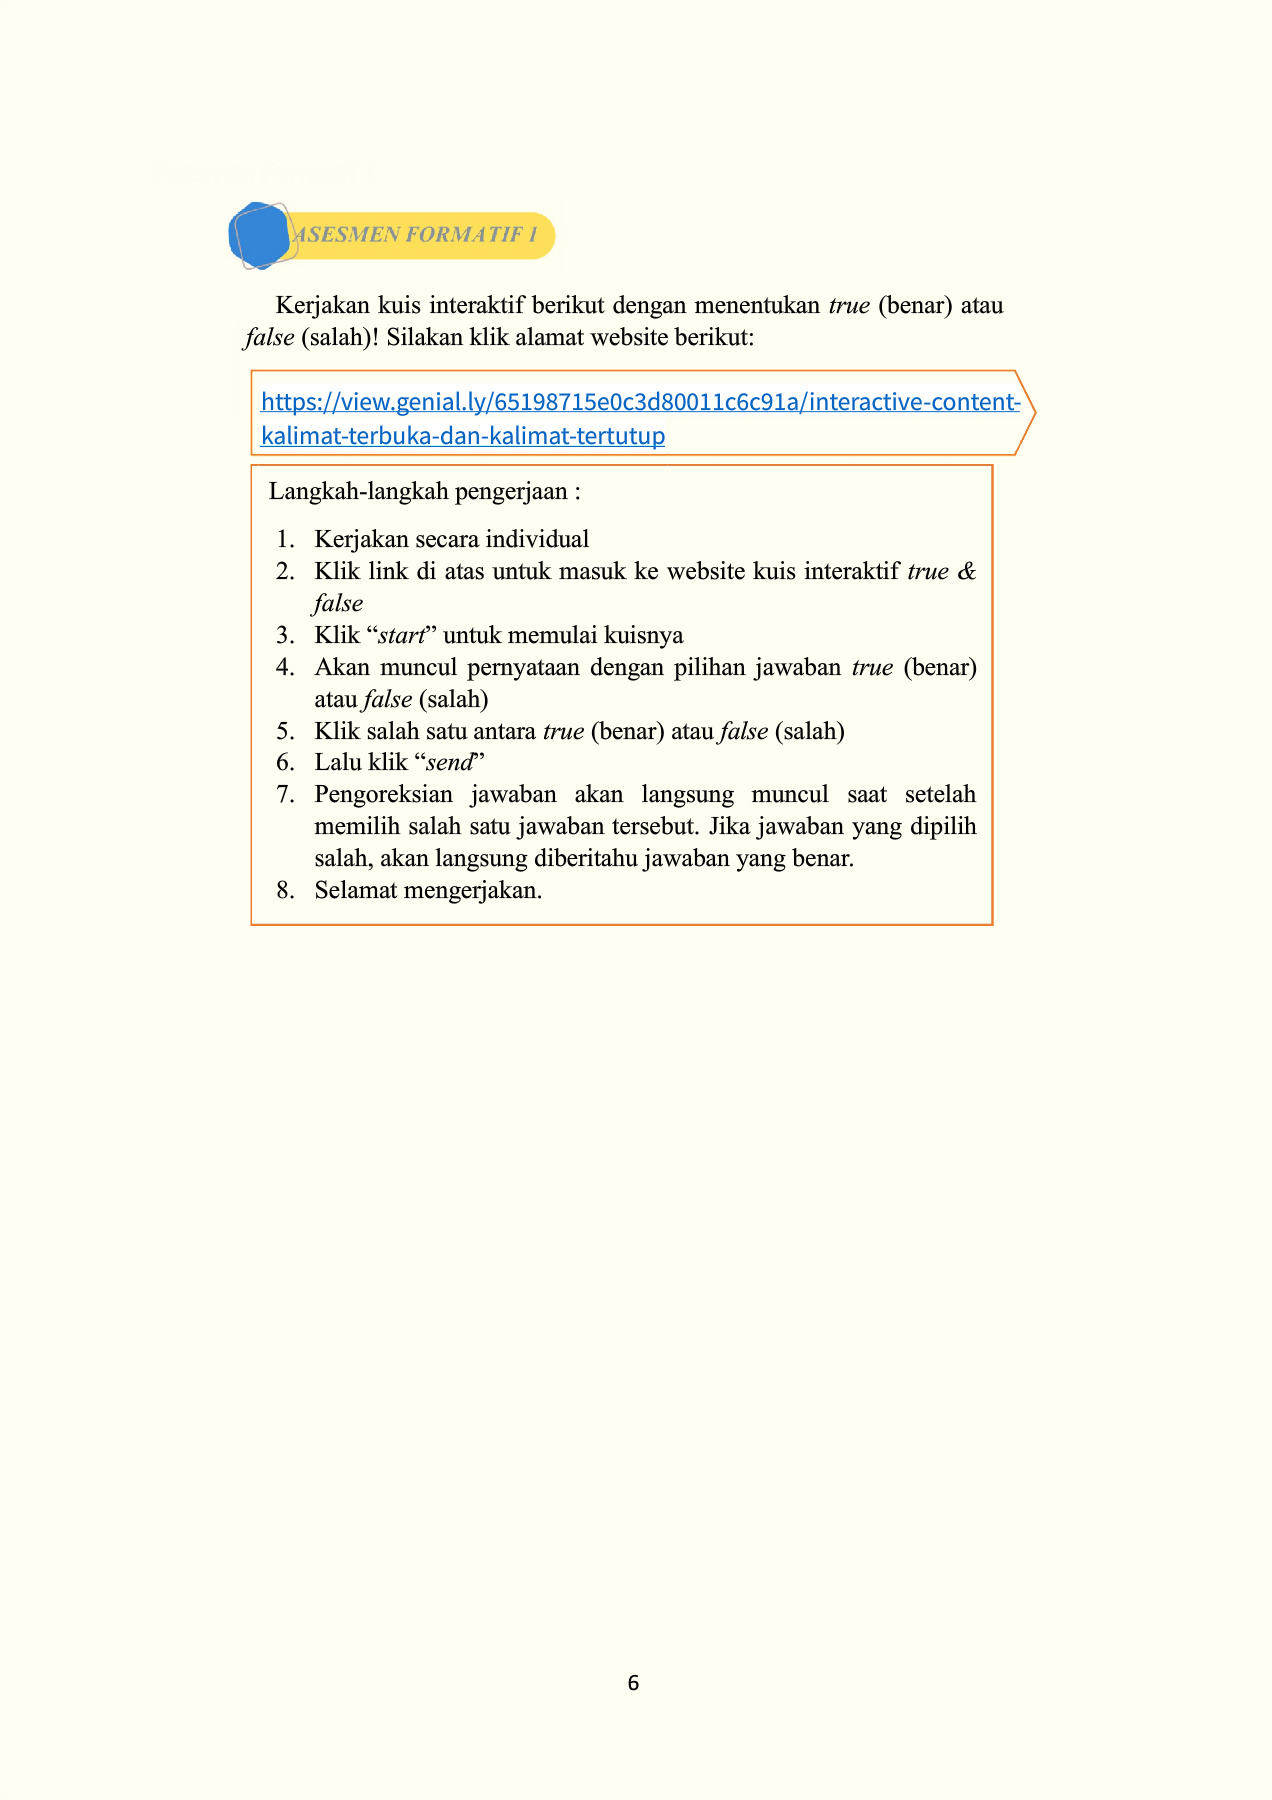 ASESMEN FORMATIF 1
Kerjakan kuis interaktif berikut dengan menentukan true (benar) atau
false (salah)! Silakan klik alamat website berikut:
https://view.genial.ly/65198715e0c3d80011c6c91a/interactive-content-
kalimat-terbuka-dan-kalimat-tertutup
Langkah-langkah pengerjaan :
1. Kerjakan secara individual
2. Klik link di atas untuk masuk ke website kuis interaktif true &
false
3. Klik “start” untuk memulai kuisnya
4. Akan muncul pernyataan dengan pilihan jawaban true (benar)
atau false (salah)
5. Klik salah satu antara true (benar) atau false (salah)
6. Lalu klik “send”
7. Pengoreksian jawaban akan langsung muncul saat setelah
memilih salah satu jawaban tersebut. Jika jawaban yang dipilih
salah, akan langsung diberitahu jawaban yang benar.
8. Selamat mengerjakan.
6